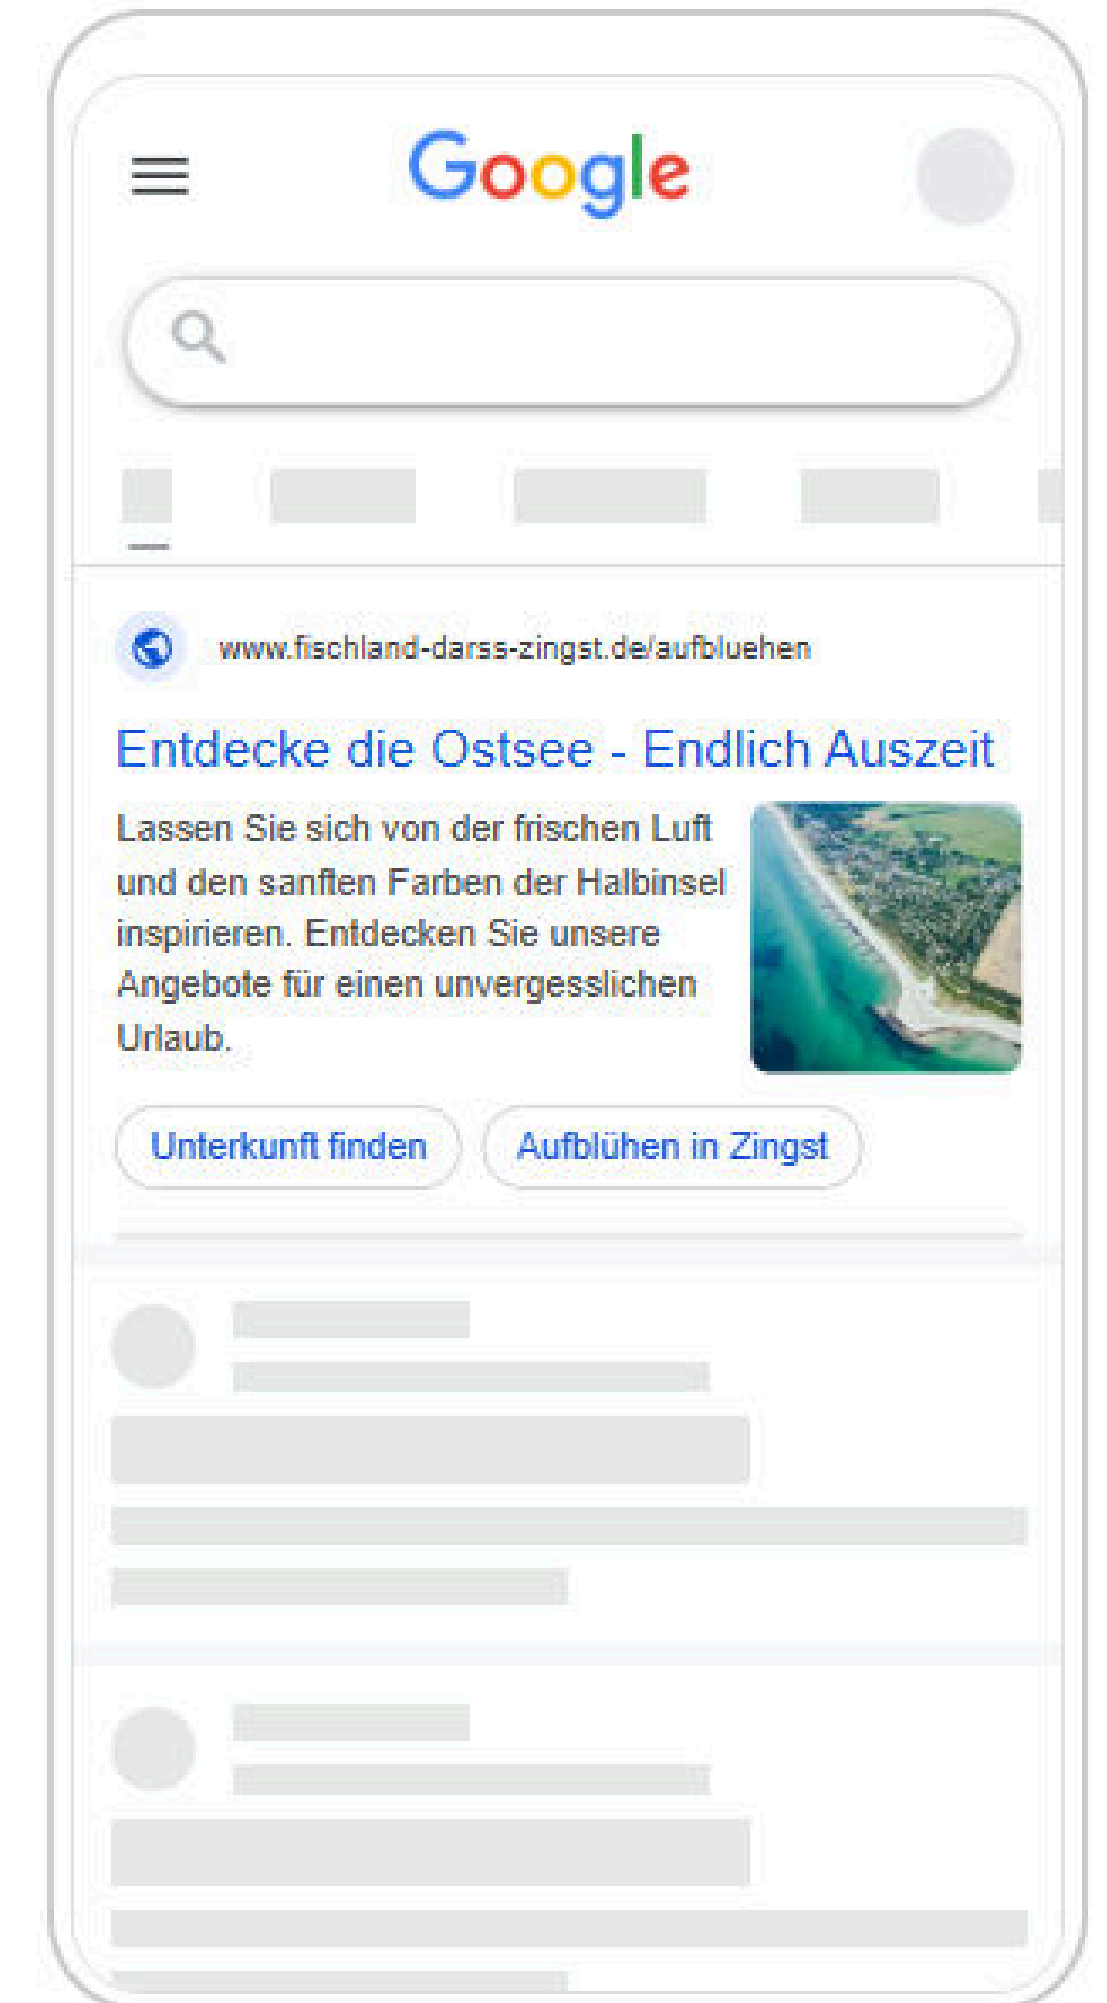 Google
www.fischland-darss-zingst.de/aufbluehen
Entdecke die Ostsee - Endlich Auszeit
Lassen Sie sich von der frischen Luft
und den sanften Farben der Halbinsel
inspirieren. Entdecken Sie unsere
Angebote für einen unvergesslichen
Urlaub.
Unterkunft finden
Aufblühen in Zingst